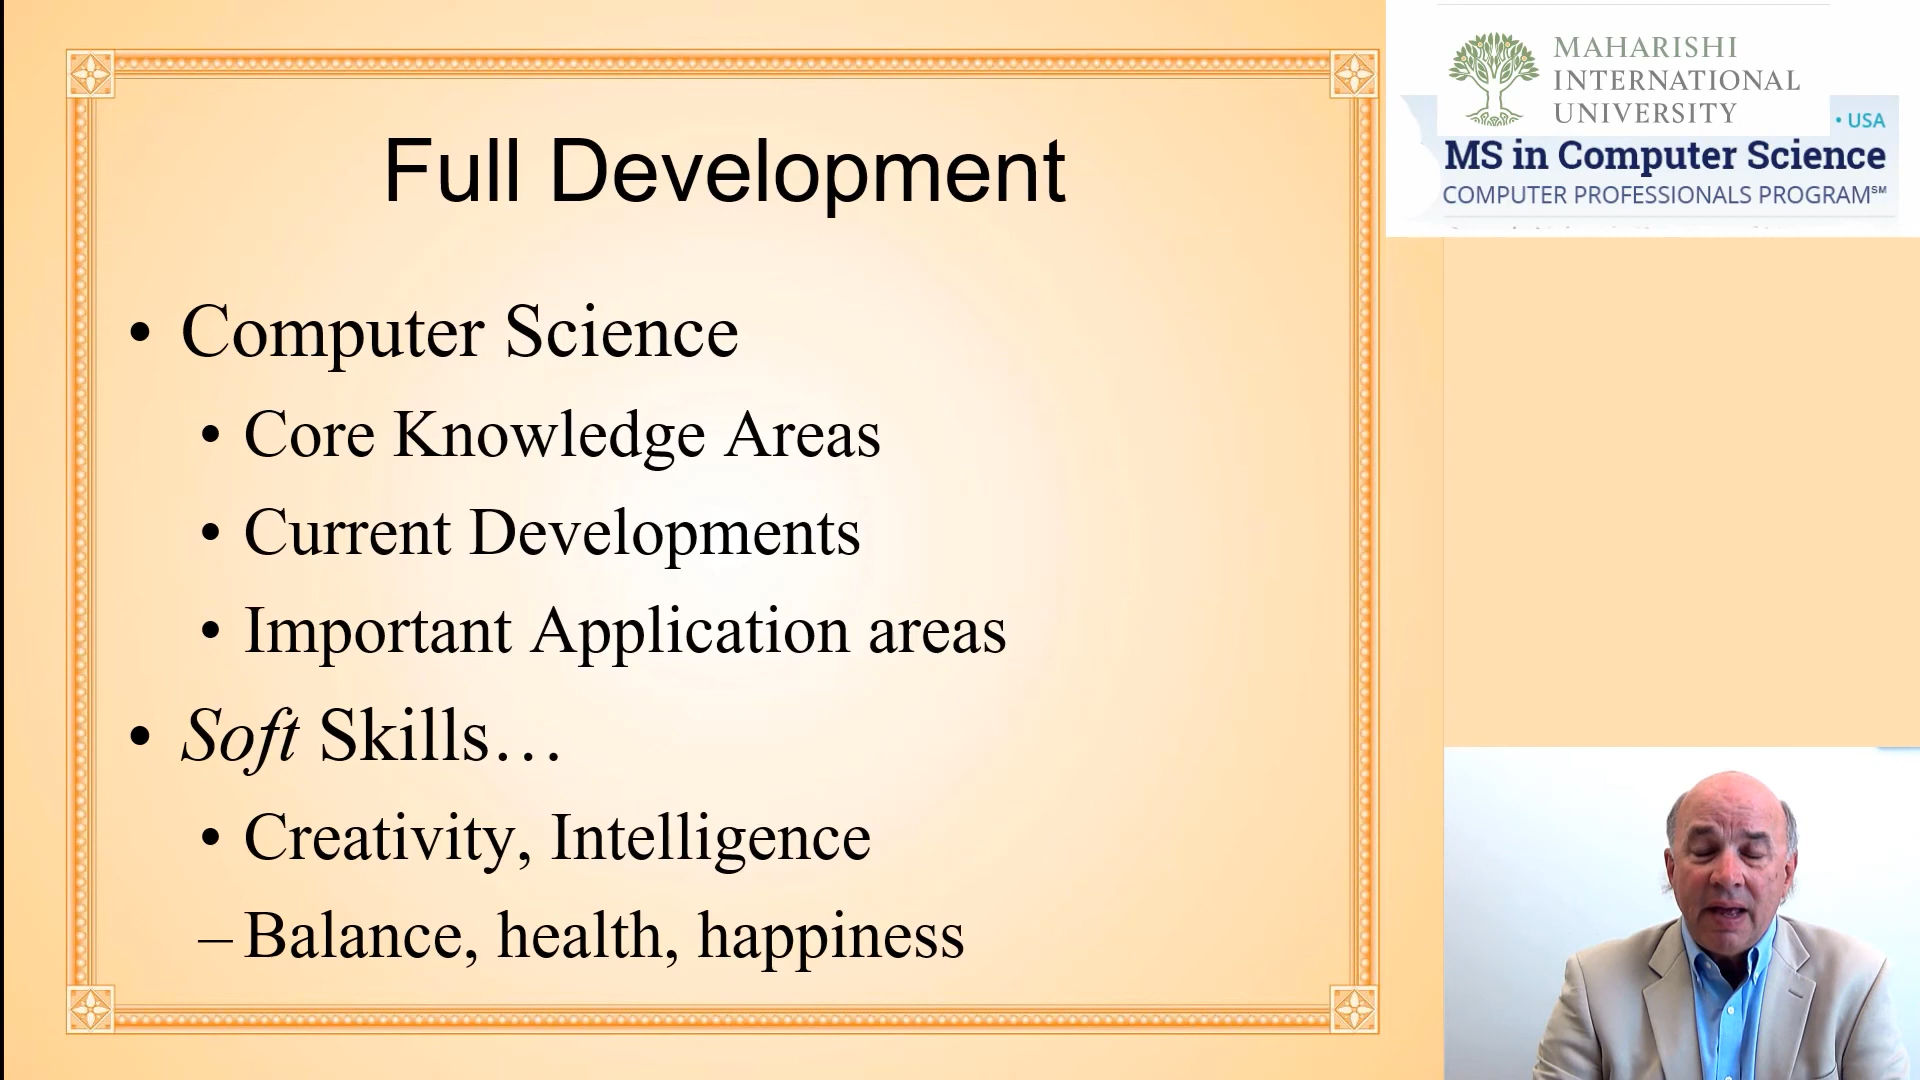 Full Development
• Computer Science
• Core Knowledge Areas
• Current Developments
• Important Application areas
• Soft Skills…
• Creativity, Intelligence
– Balance, health, happiness
MAHARISHI
INTERNATIONAL
UNIVERSITY
• USA
MS in Computer Science
COMPUTER PROFESSIONALS PROGRAM℠